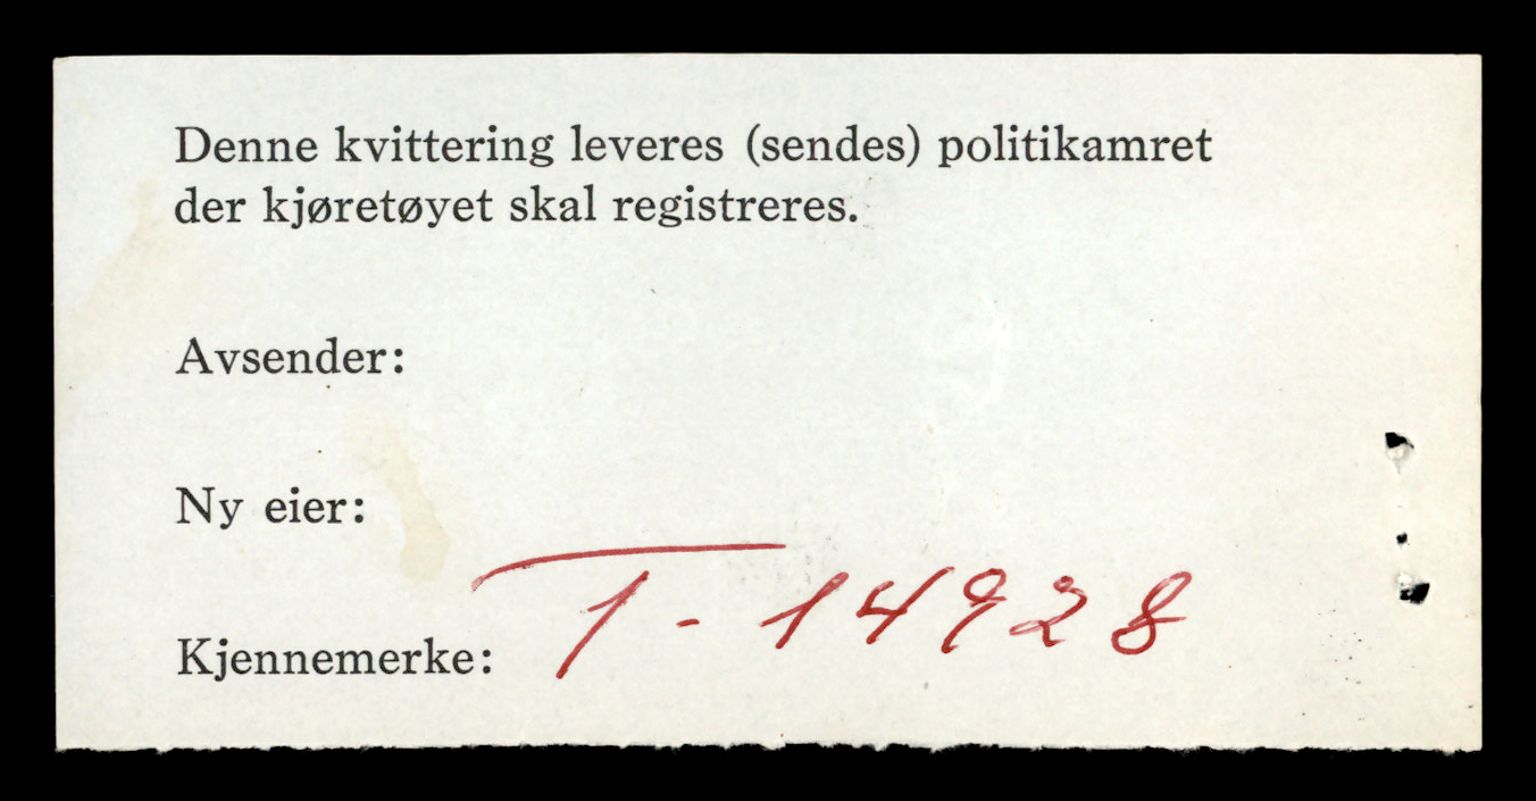 Denne kvittering leveres (sendes) politikamret
der kjøretøyet skal registreres.
Avsender:
Ny eier:
Kjennemerke: T-14928